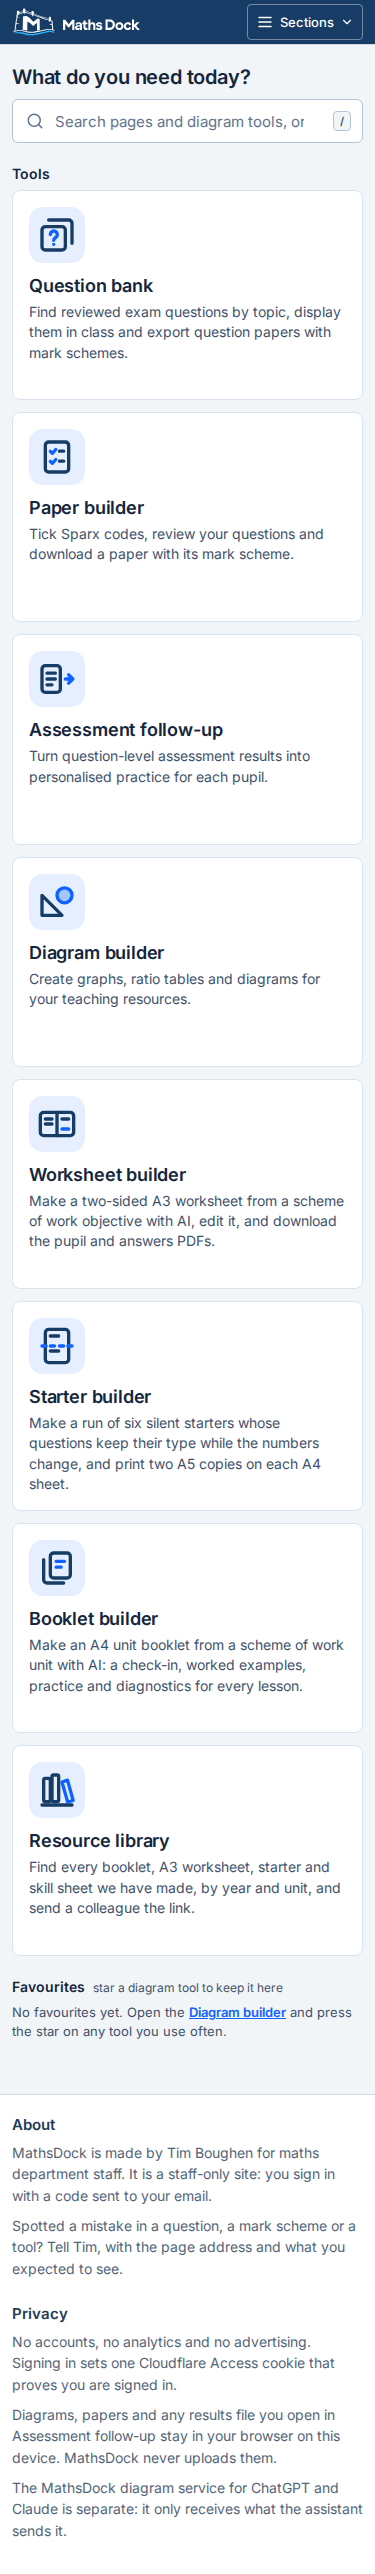 Maths Dock
Sections
What do you need today?
Search pages and diagram tools, or
/
Tools
Question bank
Find reviewed exam questions by topic, display
them in class and export question papers with
mark schemes.
Paper builder
Tick Sparx codes, review your questions and
download a paper with its mark scheme.
Assessment follow-up
Turn question-level assessment results into
personalised practice for each pupil.
Diagram builder
Create graphs, ratio tables and diagrams for
your teaching resources.
Worksheet builder
Make a two-sided A3 worksheet from a scheme
of work objective with AI, edit it, and download
the pupil and answers PDFs.
Starter builder
Make a run of six silent starters whose
questions keep their type while the numbers
change, and print two A5 copies on each A4
sheet.
Booklet builder
Make an A4 unit booklet from a scheme of work
unit with AI: a check-in, worked examples,
practice and diagnostics for every lesson.
Resource library
Find every booklet, A3 worksheet, starter and
skill sheet we have made, by year and unit, and
send a colleague the link.
Favourites star a diagram tool to keep it here
No favourites yet. Open the Diagram builder and press
the star on any tool you use often.
About
MathsDock is made by Tim Boughen for maths
department staff. It is a staff-only site: you sign in
with a code sent to your email.
Spotted a mistake in a question, a mark scheme or a
tool? Tell Tim, with the page address and what you
expected to see.
Privacy
No accounts, no analytics and no advertising.
Signing in sets one Cloudflare Access cookie that
proves you are signed in.
Diagrams, papers and any results file you open in
Assessment follow-up stay in your browser on this
device. MathsDock never uploads them.
The MathsDock diagram service for ChatGPT and
Claude is separate: it only receives what the assistant
sends it.